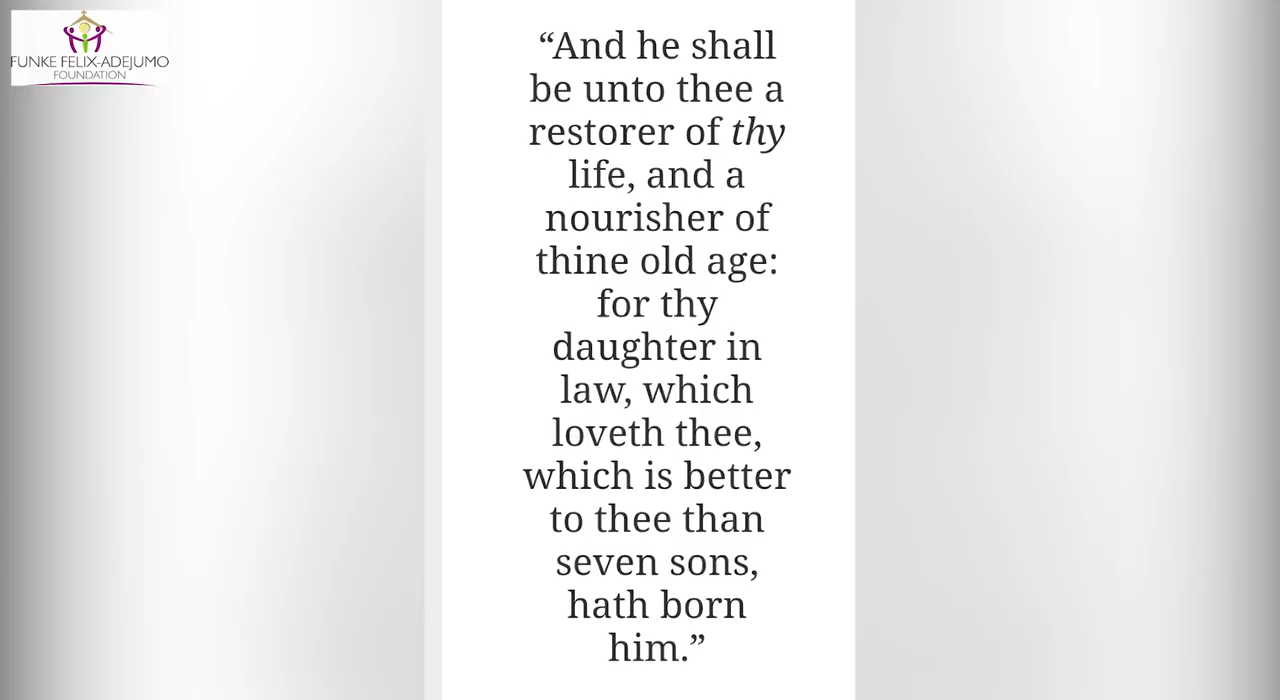 FUNKE FELIX-ADEJUMO
FOUNDATION
“And he shall
be unto thee a
restorer of thy
life, and a
nourisher of
thine old age:
for thy
daughter in
law, which
loveth thee,
which is better
to thee than
seven sons,
hath born
him.”